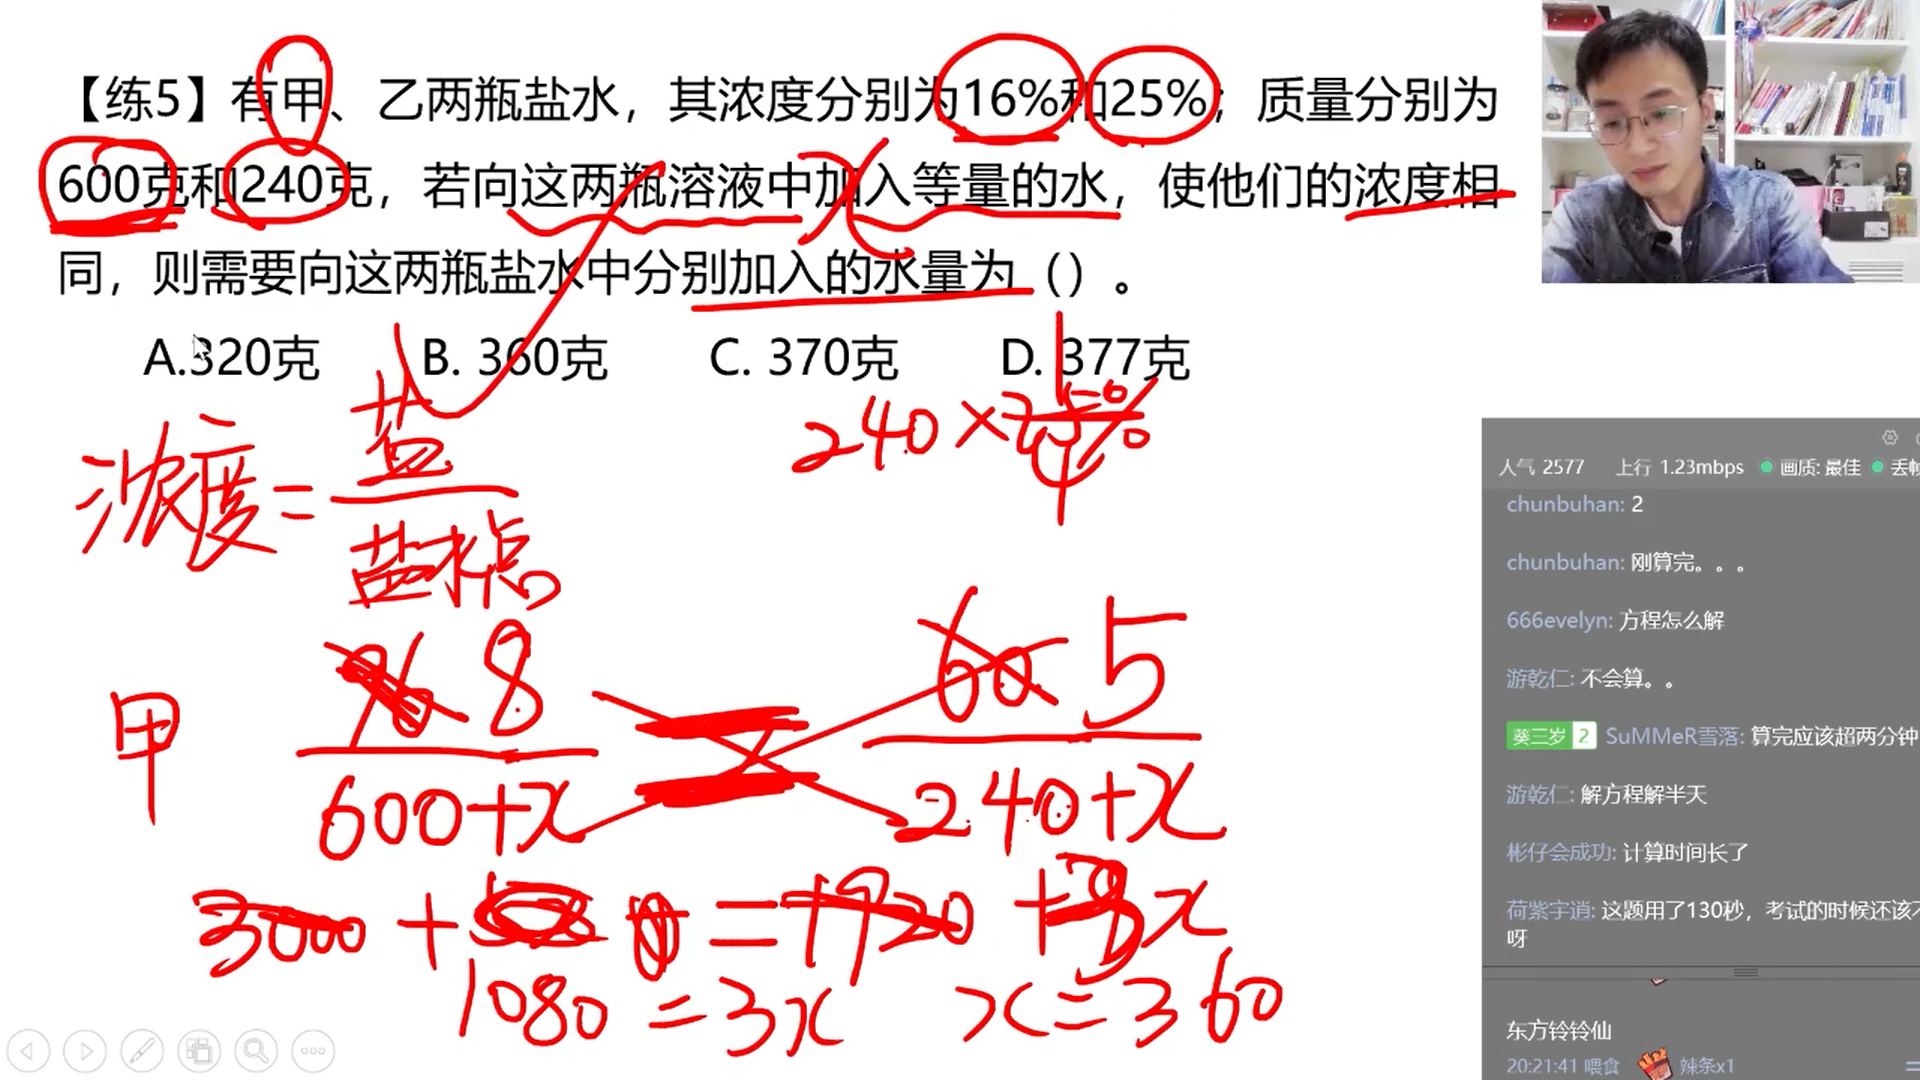 【练5】有甲、乙两瓶盐水，其浓度分别为16%和25%；质量分别为
600克和240克，若向这两瓶溶液中加入等量的水，使他们的浓度相
同，则需要向这两瓶盐水中分别加入的水量为（）。
A.320克 B. 360克 C. 370克 D. 377克
x
240×25%
1
4
浓度=盐
盐水总
甲
96 8
600+x
60 5
240+x
3000 + 0 = 1920 + 8x
1080 = 3x x = 360
人气 2577 上行 1.23mbps 画质: 最佳 丢帧
chunbuhan: 2
chunbuhan: 刚算完。。。
666evelyn: 方程怎么解
游乾仁: 不会算。。
葵三岁 2 SuMMeR雪落: 算完应该超两分钟
游乾仁: 解方程解半天
彬仔会成功: 计算时间长了
荷紫宇逍: 这题用了130秒，考试的时候还该不
呀
东方铃铃仙
20:21:41 喂食 辣条x1